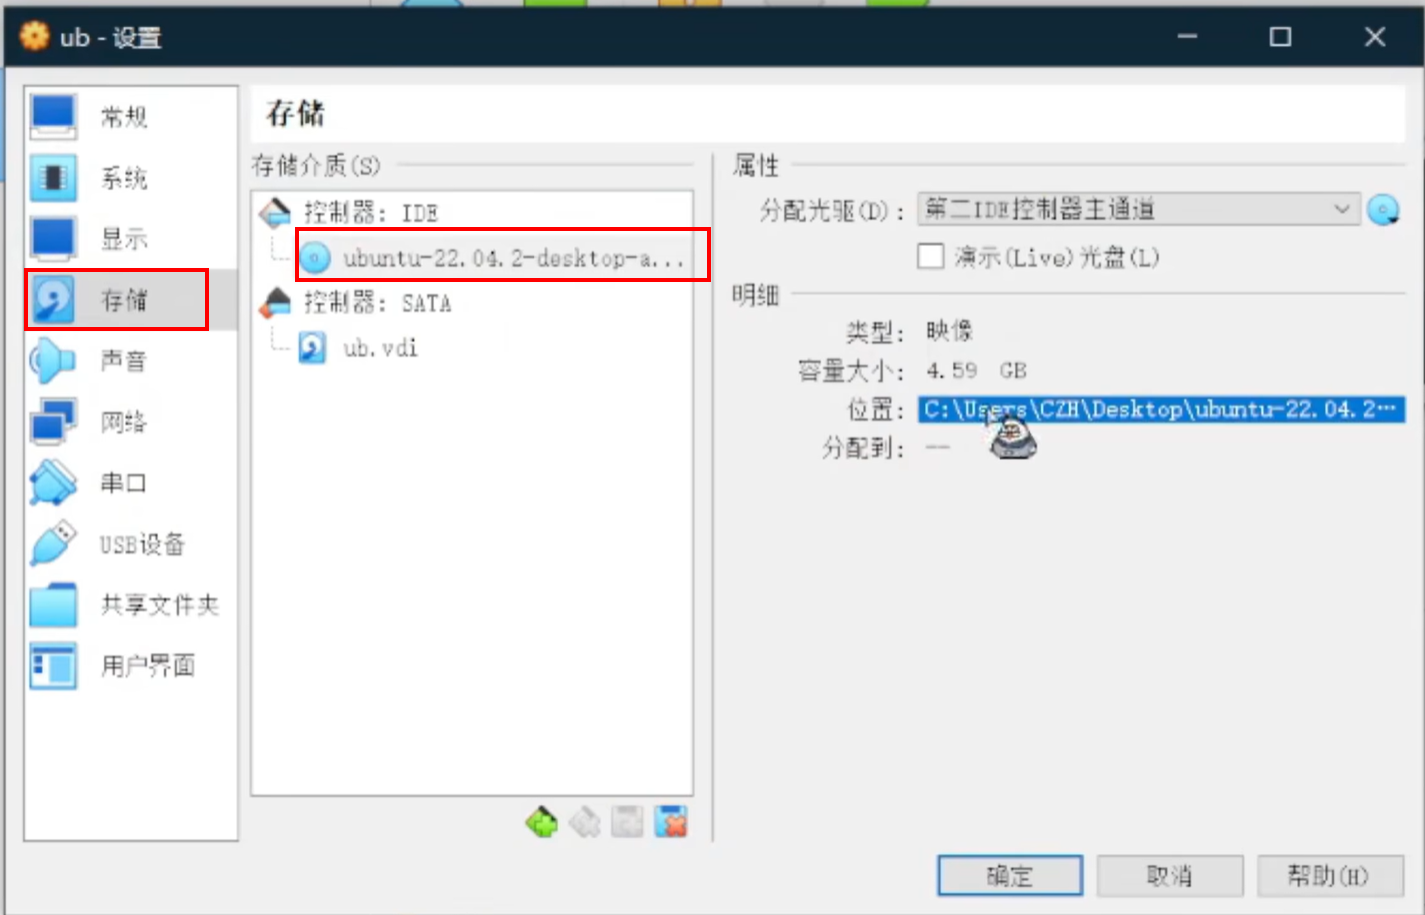 ub - 设置
常规
系统
显示
存储
声音
网络
串口
USB设备
共享文件夹
用户界面
存储
存储介质(S)
控制器: IDE
ubuntu-22.04.2-desktop-a...
控制器: SATA
ub.vdi
属性
分配光驱(D): 第二IDE控制器主通道
演示(Live)光盘(L)
明细
类型: 映像
容量大小: 4.59 GB
位置: C:\Users\CZH\Desktop\ubuntu-22.04.2…
分配到: --
确定
取消
帮助(H)